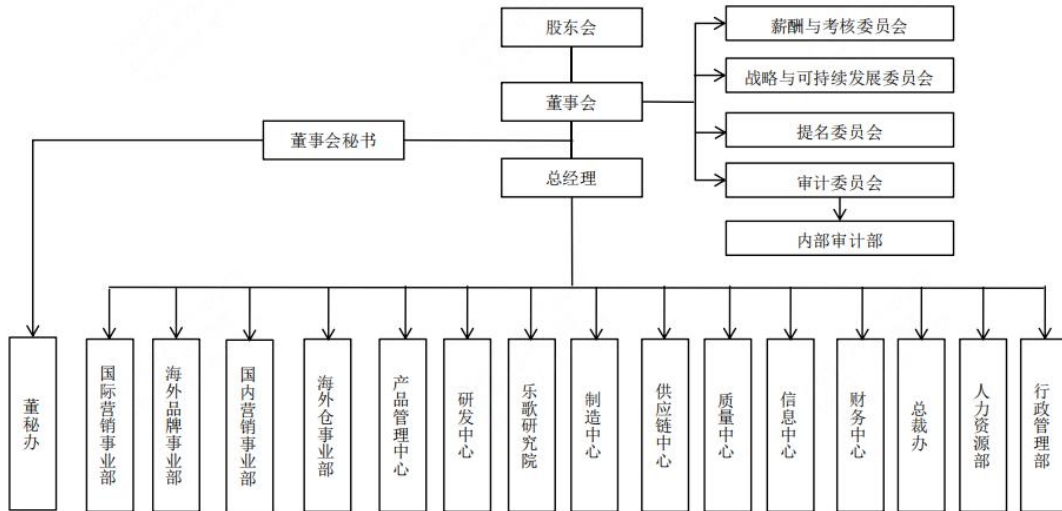 股东会
薪酬与考核委员会
战略与可持续发展委员会
董事会
董事会秘书
提名委员会
总经理
审计委员会
内部审计部
董秘办
国际营销事业部
海外品牌事业部
国内营销事业部
海外仓事业部
产品管理中心
研发中心
乐歌研究院
制造中心
供应链中心
质量中心
信息中心
财务中心
总裁办
人力资源部
行政管理部